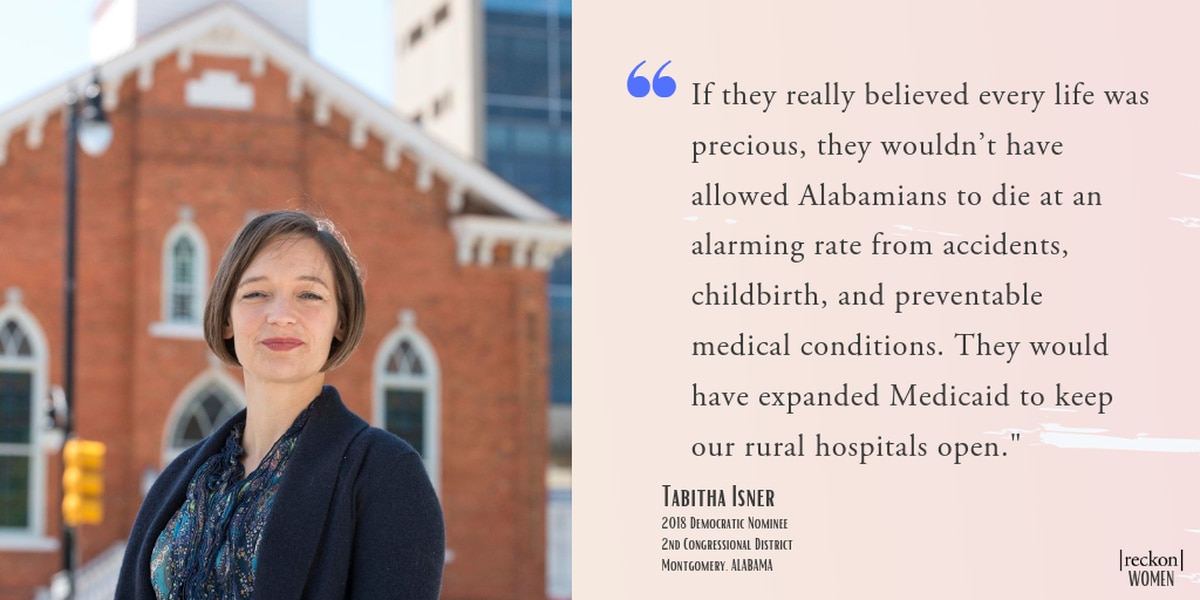 “ If they really believed every life was
precious, they wouldn’t have
allowed Alabamians to die at an
alarming rate from accidents,
childbirth, and preventable
medical conditions. They would
have expanded Medicaid to keep
our rural hospitals open."
Tabitha Isner
2018 Democratic Nominee
2nd Congressional District
Montgomery, ALABAMA
|reckon|
WOMEN